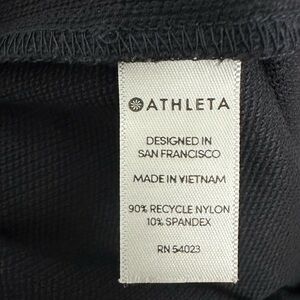 ATHLETA
DESIGNED IN
SAN FRANCISCO
MADE IN VIETNAM
90% RECYCLE NYLON
10% SPANDEX
RN 54023